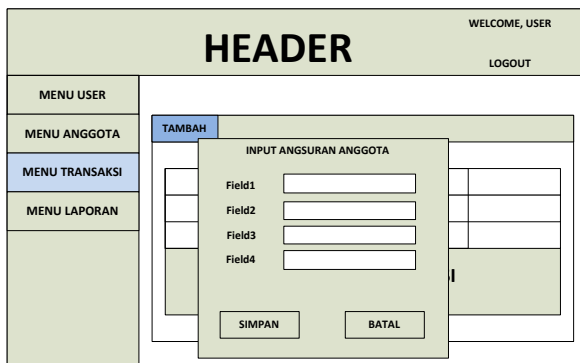 WELCOME, USER
HEADER
LOGOUT
MENU USER
MENU ANGGOTA
MENU TRANSAKSI
MENU LAPORAN
TAMBAH
INPUT ANGSURAN ANGGOTA
Field1
Field2
Field3
Field4
SIMPAN
BATAL